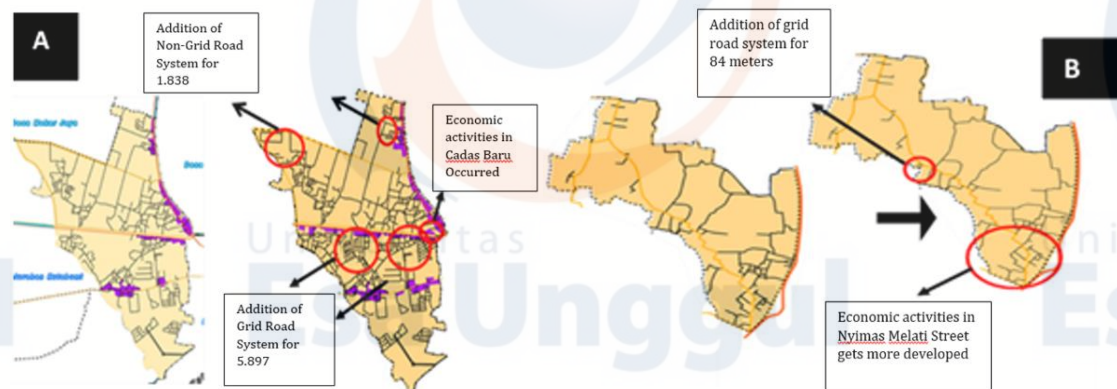 A
Addition of
Non-Grid Road
System for
1.838
Economic
activities in
Cadas Baru
Occurred
Addition of
Grid Road
System for
5.897
Addition of grid
road system for
84 meters
B
Economic activities in
Nyimas Melati Street
gets more developed
Esa Unggul